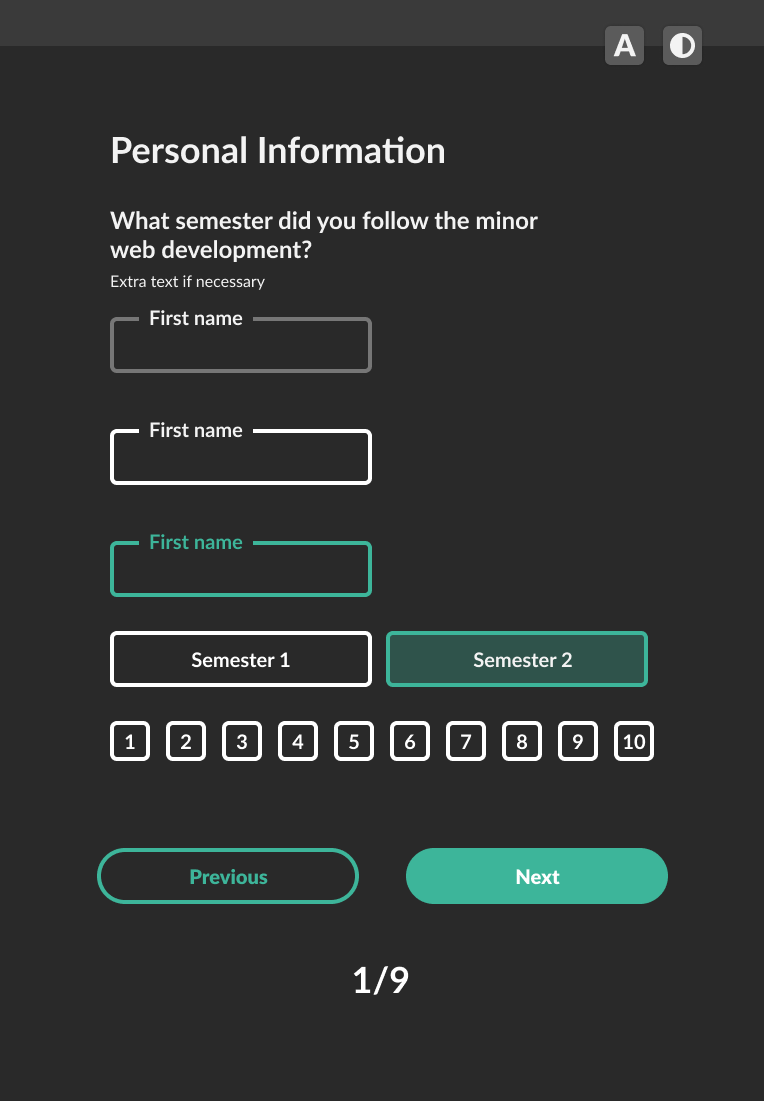 A
Personal Information
What semester did you follow the minor
web development?
Extra text if necessary
First name
First name
First name
Semester 1 Semester 2
1 2 3 4 5 6 7 8 9 10
Previous Next
1/9